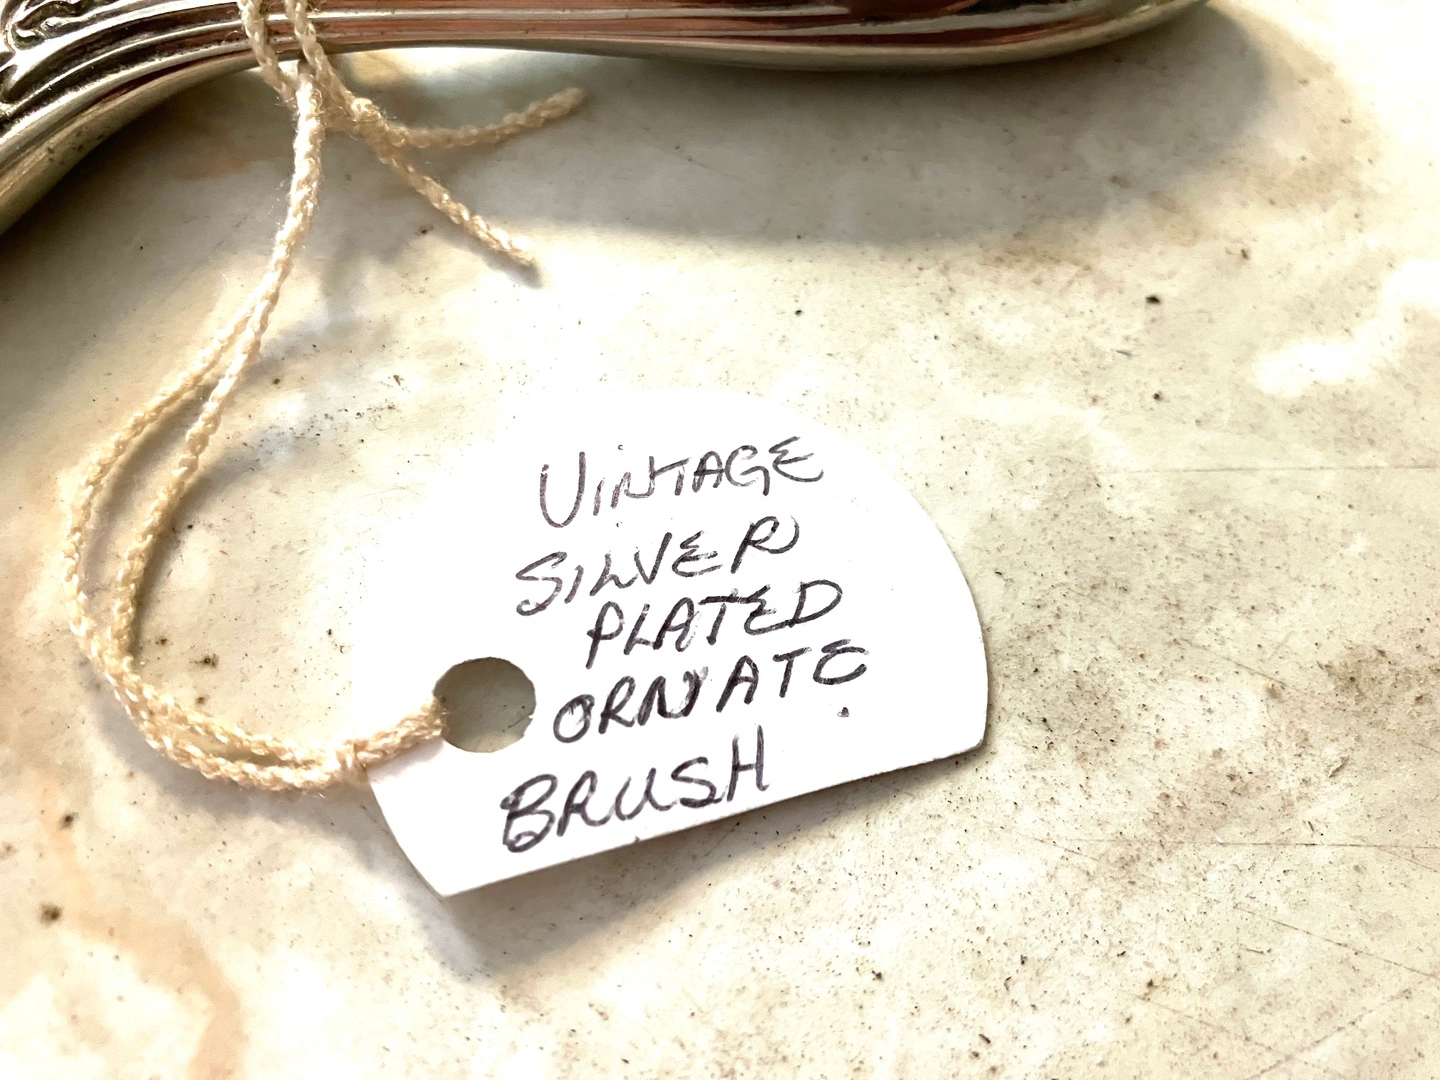 VINTAGE
SILVER
PLATED
ORNATE
BRUSH